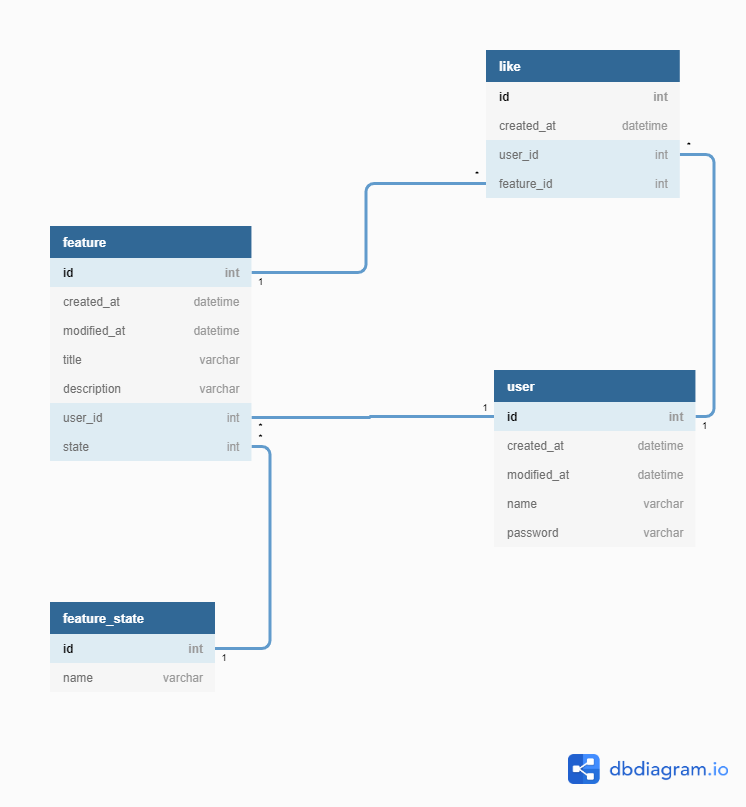 like
id int
created_at datetime
user_id int
*
feature_id int
*
feature
id int
1
created_at datetime
modified_at datetime
title varchar
description varchar
user_id int
*
state int
*
user
1
id int
1
created_at datetime
modified_at datetime
name varchar
password varchar
feature_state
id int
1
name varchar
dbdiagram.io